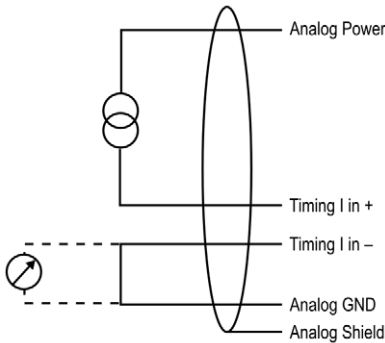 Analog Power
Timing I in +
Timing I in –
Analog GND
Analog Shield